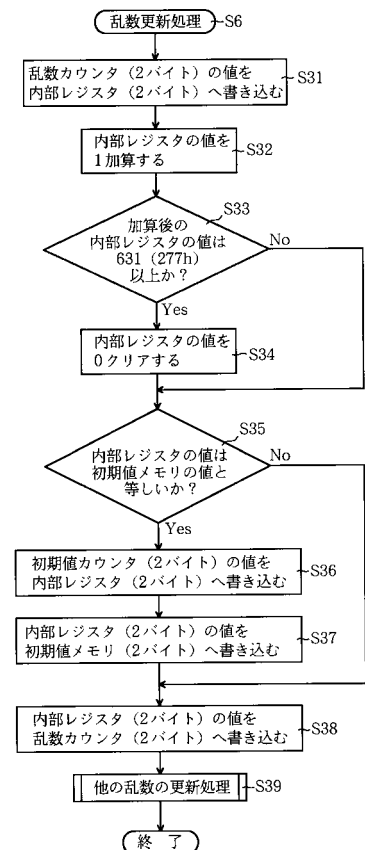 乱数更新処理 S6
乱数カウンタ（2バイト）の値を
内部レジスタ（2バイト）へ書き込む S31
内部レジスタの値を
1加算する S32
S33
加算後の
内部レジスタの値は
631（277h）
以上か？
No
Yes
内部レジスタの値を
0クリアする S34
S35
内部レジスタの値は
初期値メモリの値と
等しいか？
No
Yes
初期値カウンタ（2バイト）の値を
内部レジスタ（2バイト）へ書き込む S36
内部レジスタ（2バイト）の値を
初期値メモリ（2バイト）へ書き込む S37
内部レジスタ（2バイト）の値を
乱数カウンタ（2バイト）へ書き込む S38
他の乱数の更新処理 S39
終 了